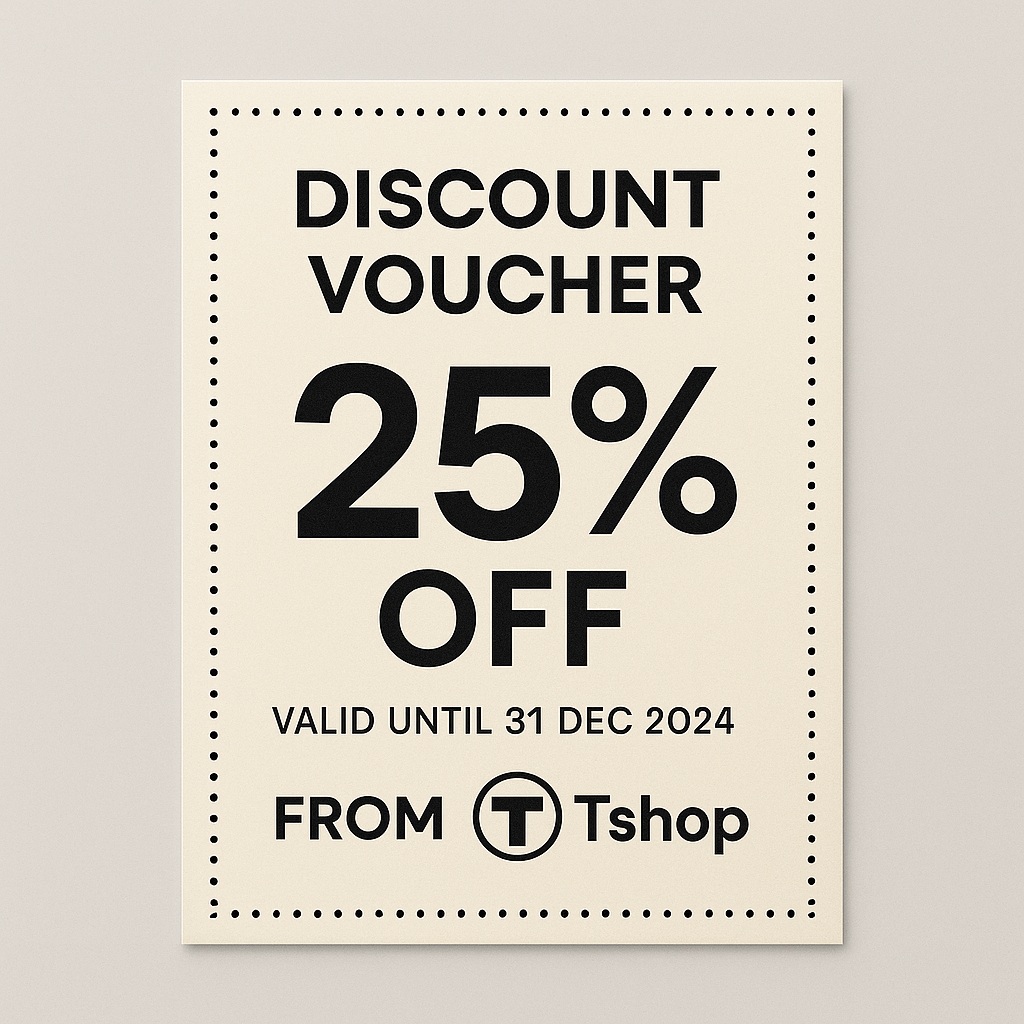 DISCOUNT
VOUCHER
25%
OFF
VALID UNTIL 31 DEC 2024
FROM T Tshop